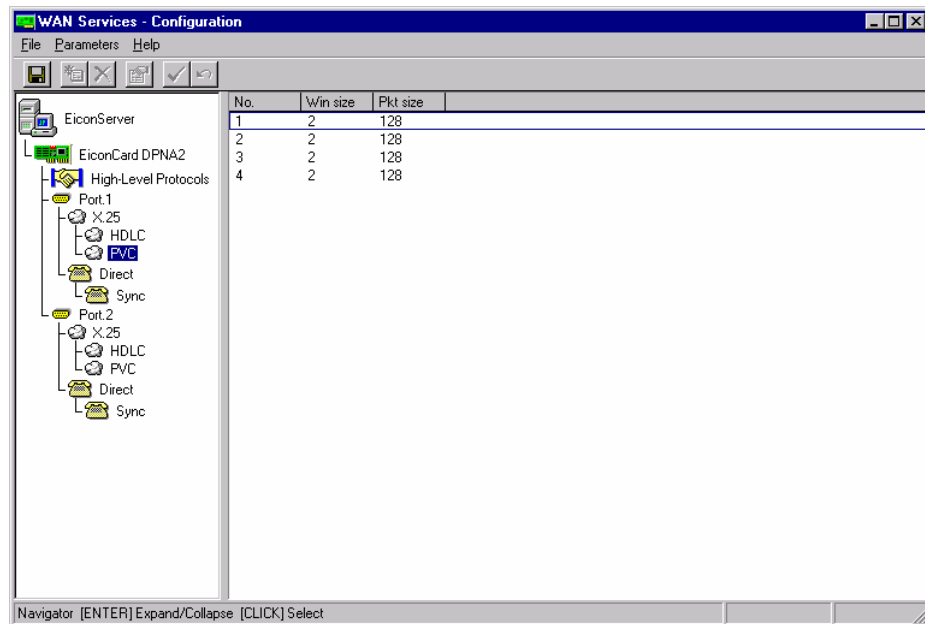 WAN Services - Configuration
File Parameters Help
No. Win size Pkt size
1 2 128
2 2 128
3 2 128
4 2 128
EiconServer
EiconCard DPNA2
High-Level Protocols
Port.1
X.25
HDLC
PVC
Direct
Sync
Port.2
X.25
HDLC
PVC
Direct
Sync
Navigator [ENTER] Expand/Collapse [CLICK] Select